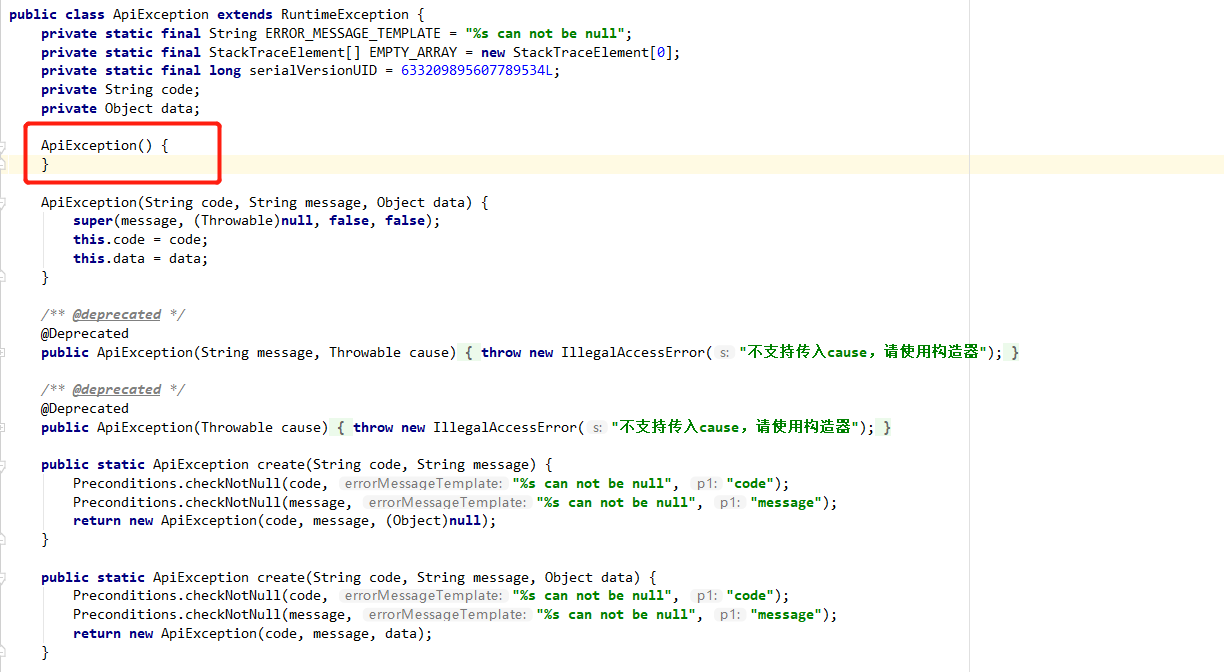 public class ApiException extends RuntimeException {
private static final String ERROR_MESSAGE_TEMPLATE = "%s can not be null";
private static final StackTraceElement[] EMPTY_ARRAY = new StackTraceElement[0];
private static final long serialVersionUID = 633209895607789534L;
private String code;
private Object data;
ApiException() {
}
ApiException(String code, String message, Object data) {
super(message, (Throwable)null, false, false);
this.code = code;
this.data = data;
}
/** @deprecated */
@Deprecated
public ApiException(String message, Throwable cause) { throw new IllegalAccessError( s: "不支持传入cause，请使用构造器"); }
/** @deprecated */
@Deprecated
public ApiException(Throwable cause) { throw new IllegalAccessError( s: "不支持传入cause，请使用构造器"); }
public static ApiException create(String code, String message) {
Preconditions.checkNotNull(code, errorMessageTemplate: "%s can not be null", p1: "code");
Preconditions.checkNotNull(message, errorMessageTemplate: "%s can not be null", p1: "message");
return new ApiException(code, message, (Object)null);
}
public static ApiException create(String code, String message, Object data) {
Preconditions.checkNotNull(code, errorMessageTemplate: "%s can not be null", p1: "code");
Preconditions.checkNotNull(message, errorMessageTemplate: "%s can not be null", p1: "message");
return new ApiException(code, message, data);
}